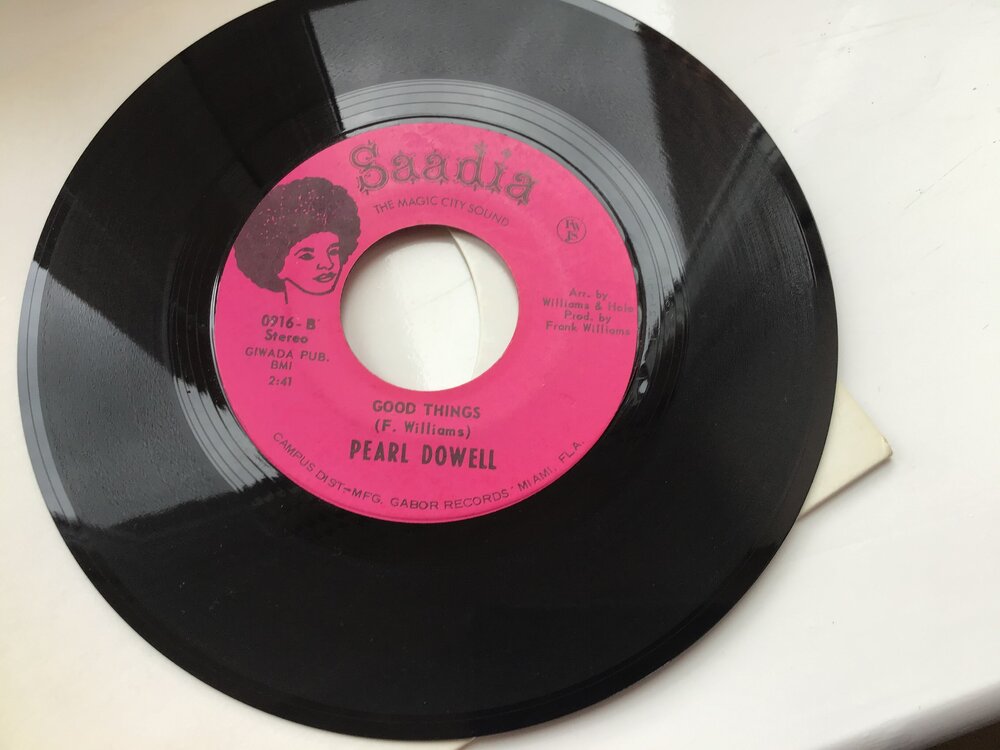 Saadia
THE MAGIC CITY SOUND
Arr. by
Williams & Hale
Prod. by
Frank Williams
0916-B
Stereo
GIWADA PUB.
BMI
2:41
GOOD THINGS
(F. Williams)
PEARL DOWELL
CAMPUS DIST-MFG. GABOR RECORDS - MIAMI, FLA.